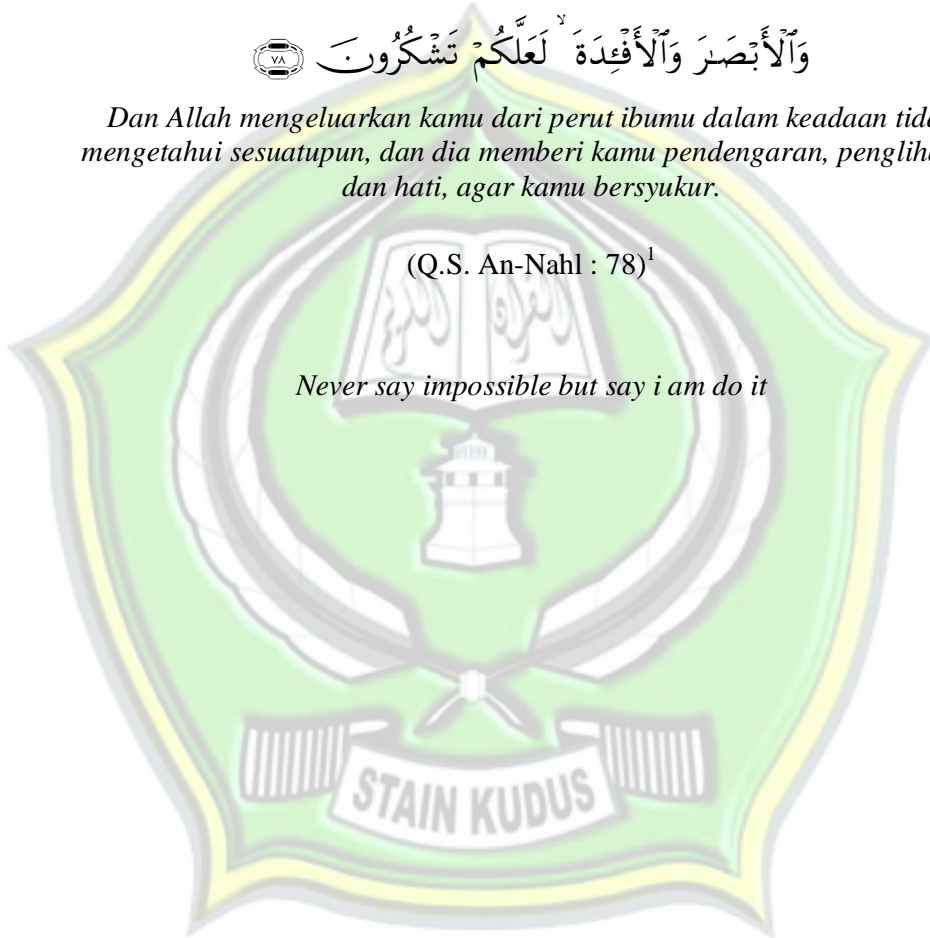 وَٱلْأَبْصَـٰرَ وَٱلْأَفْـِٔدَةَ ۙ لَعَلَّكُمْ تَشْكُرُونَ ﴿٧٨﴾
Dan Allah mengeluarkan kamu dari perut ibumu dalam keadaan
mengetahui sesuatupun, dan dia memberi kamu pendengaran,
dan hati, agar kamu bersyukur.
(Q.S. An-Nahl : 78)1
Never say impossible but say i am do it
STAIN KUDUS